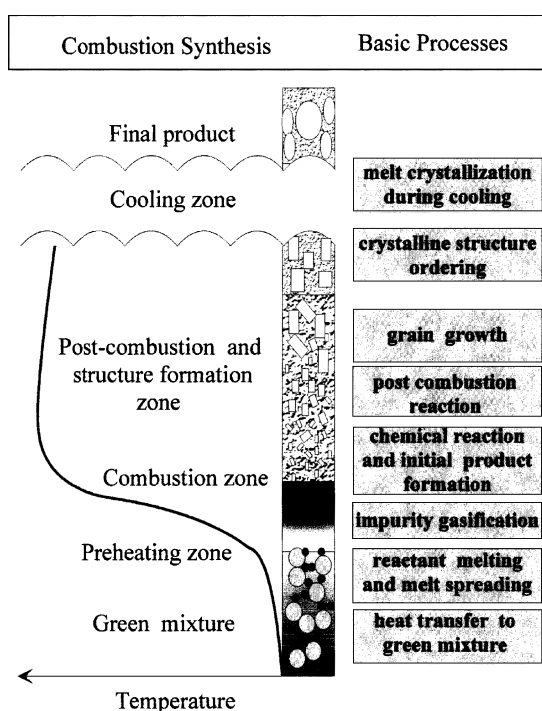 Combustion Synthesis
Basic Processes
Final product
Cooling zone
Post-combustion and
structure formation
zone
Combustion zone
Preheating zone
Green mixture
Temperature
melt crystallization
during cooling
crystalline structure
ordering
grain growth
post combustion
reaction
chemical reaction
and initial product
formation
impurity gasification
reactant melting
and melt spreading
heat transfer to
green mixture